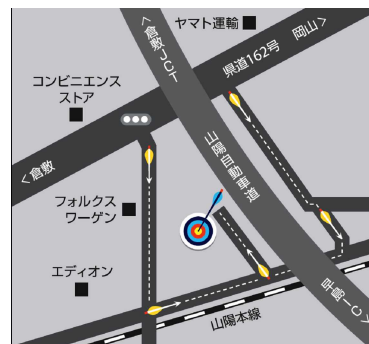 ヤマト運輸
＜倉敷JCT
岡山＞
県道162号
コンビニエンス
ストア
山陽自動車道
＜倉敷
フォルクス
ワーゲン
エディオン
早島IC＞
山陽本線